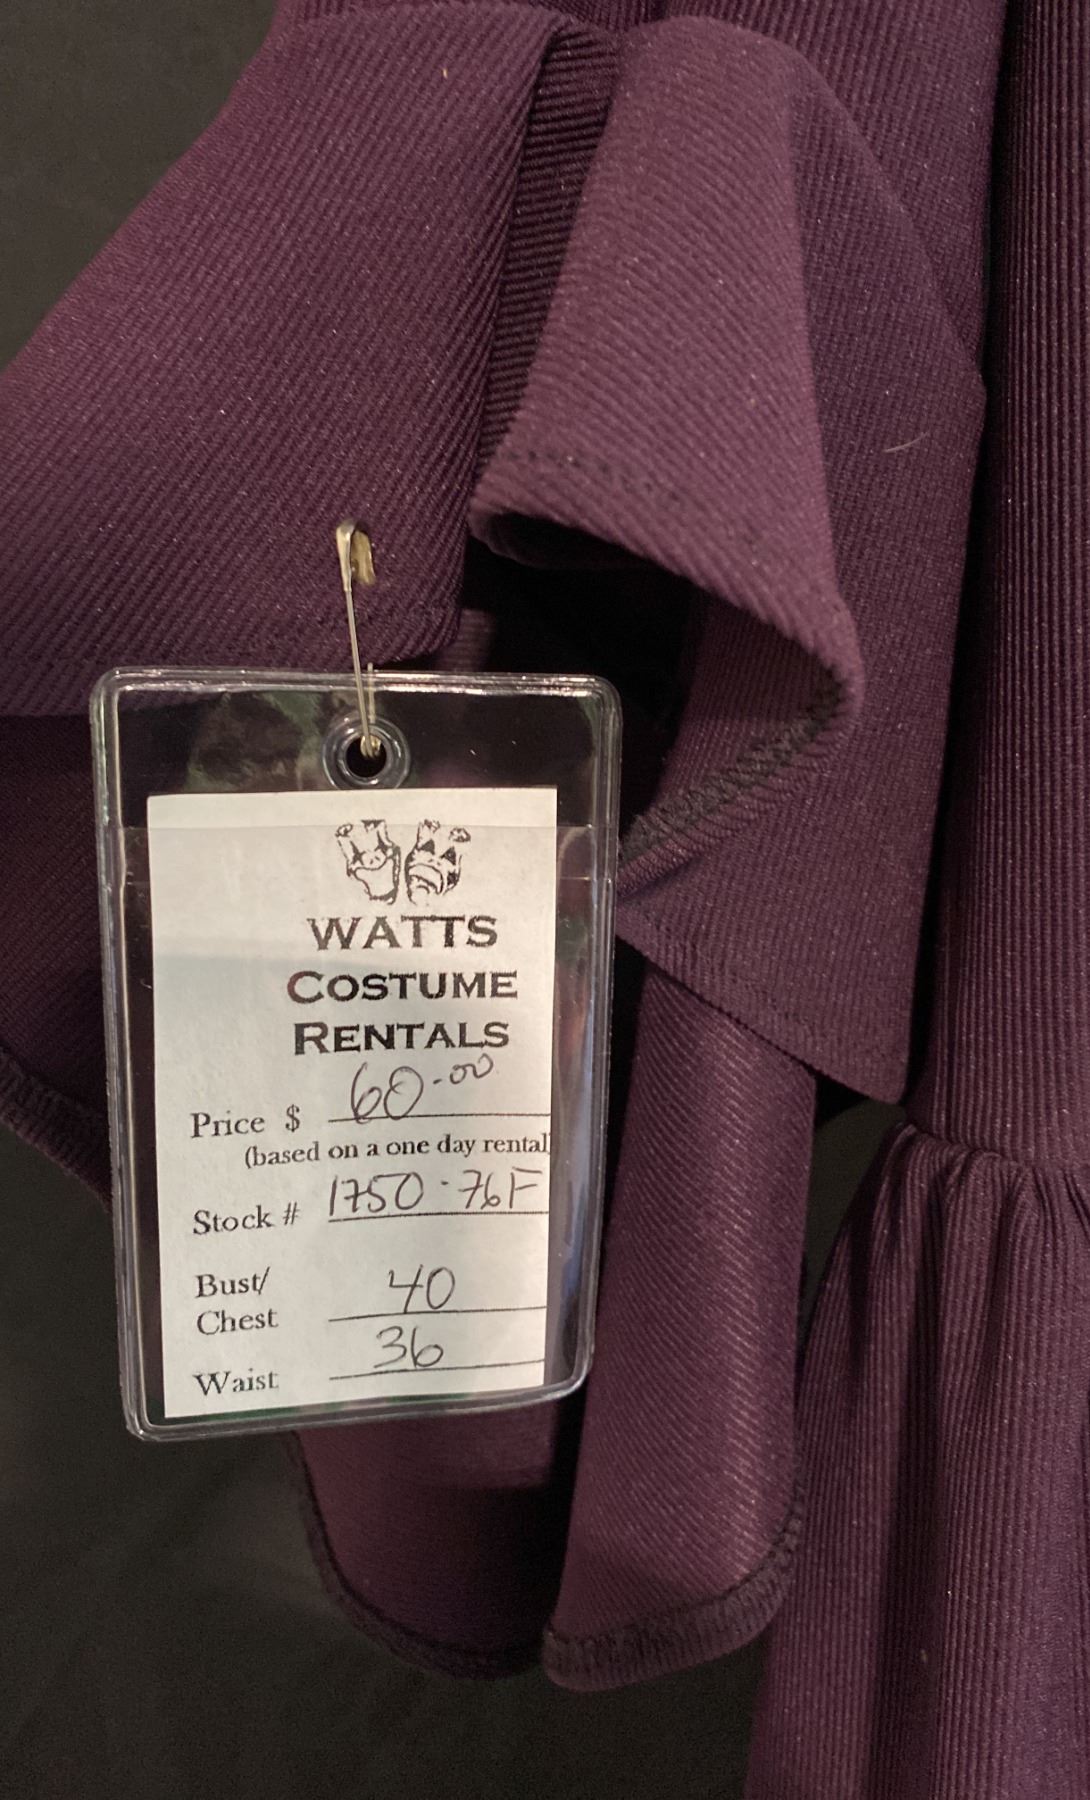 WATTS
COSTUME
RENTALS
Price $ 60.00
(based on a one day rental)
Stock # 1750-76F
Bust/
Chest 40
Waist 36